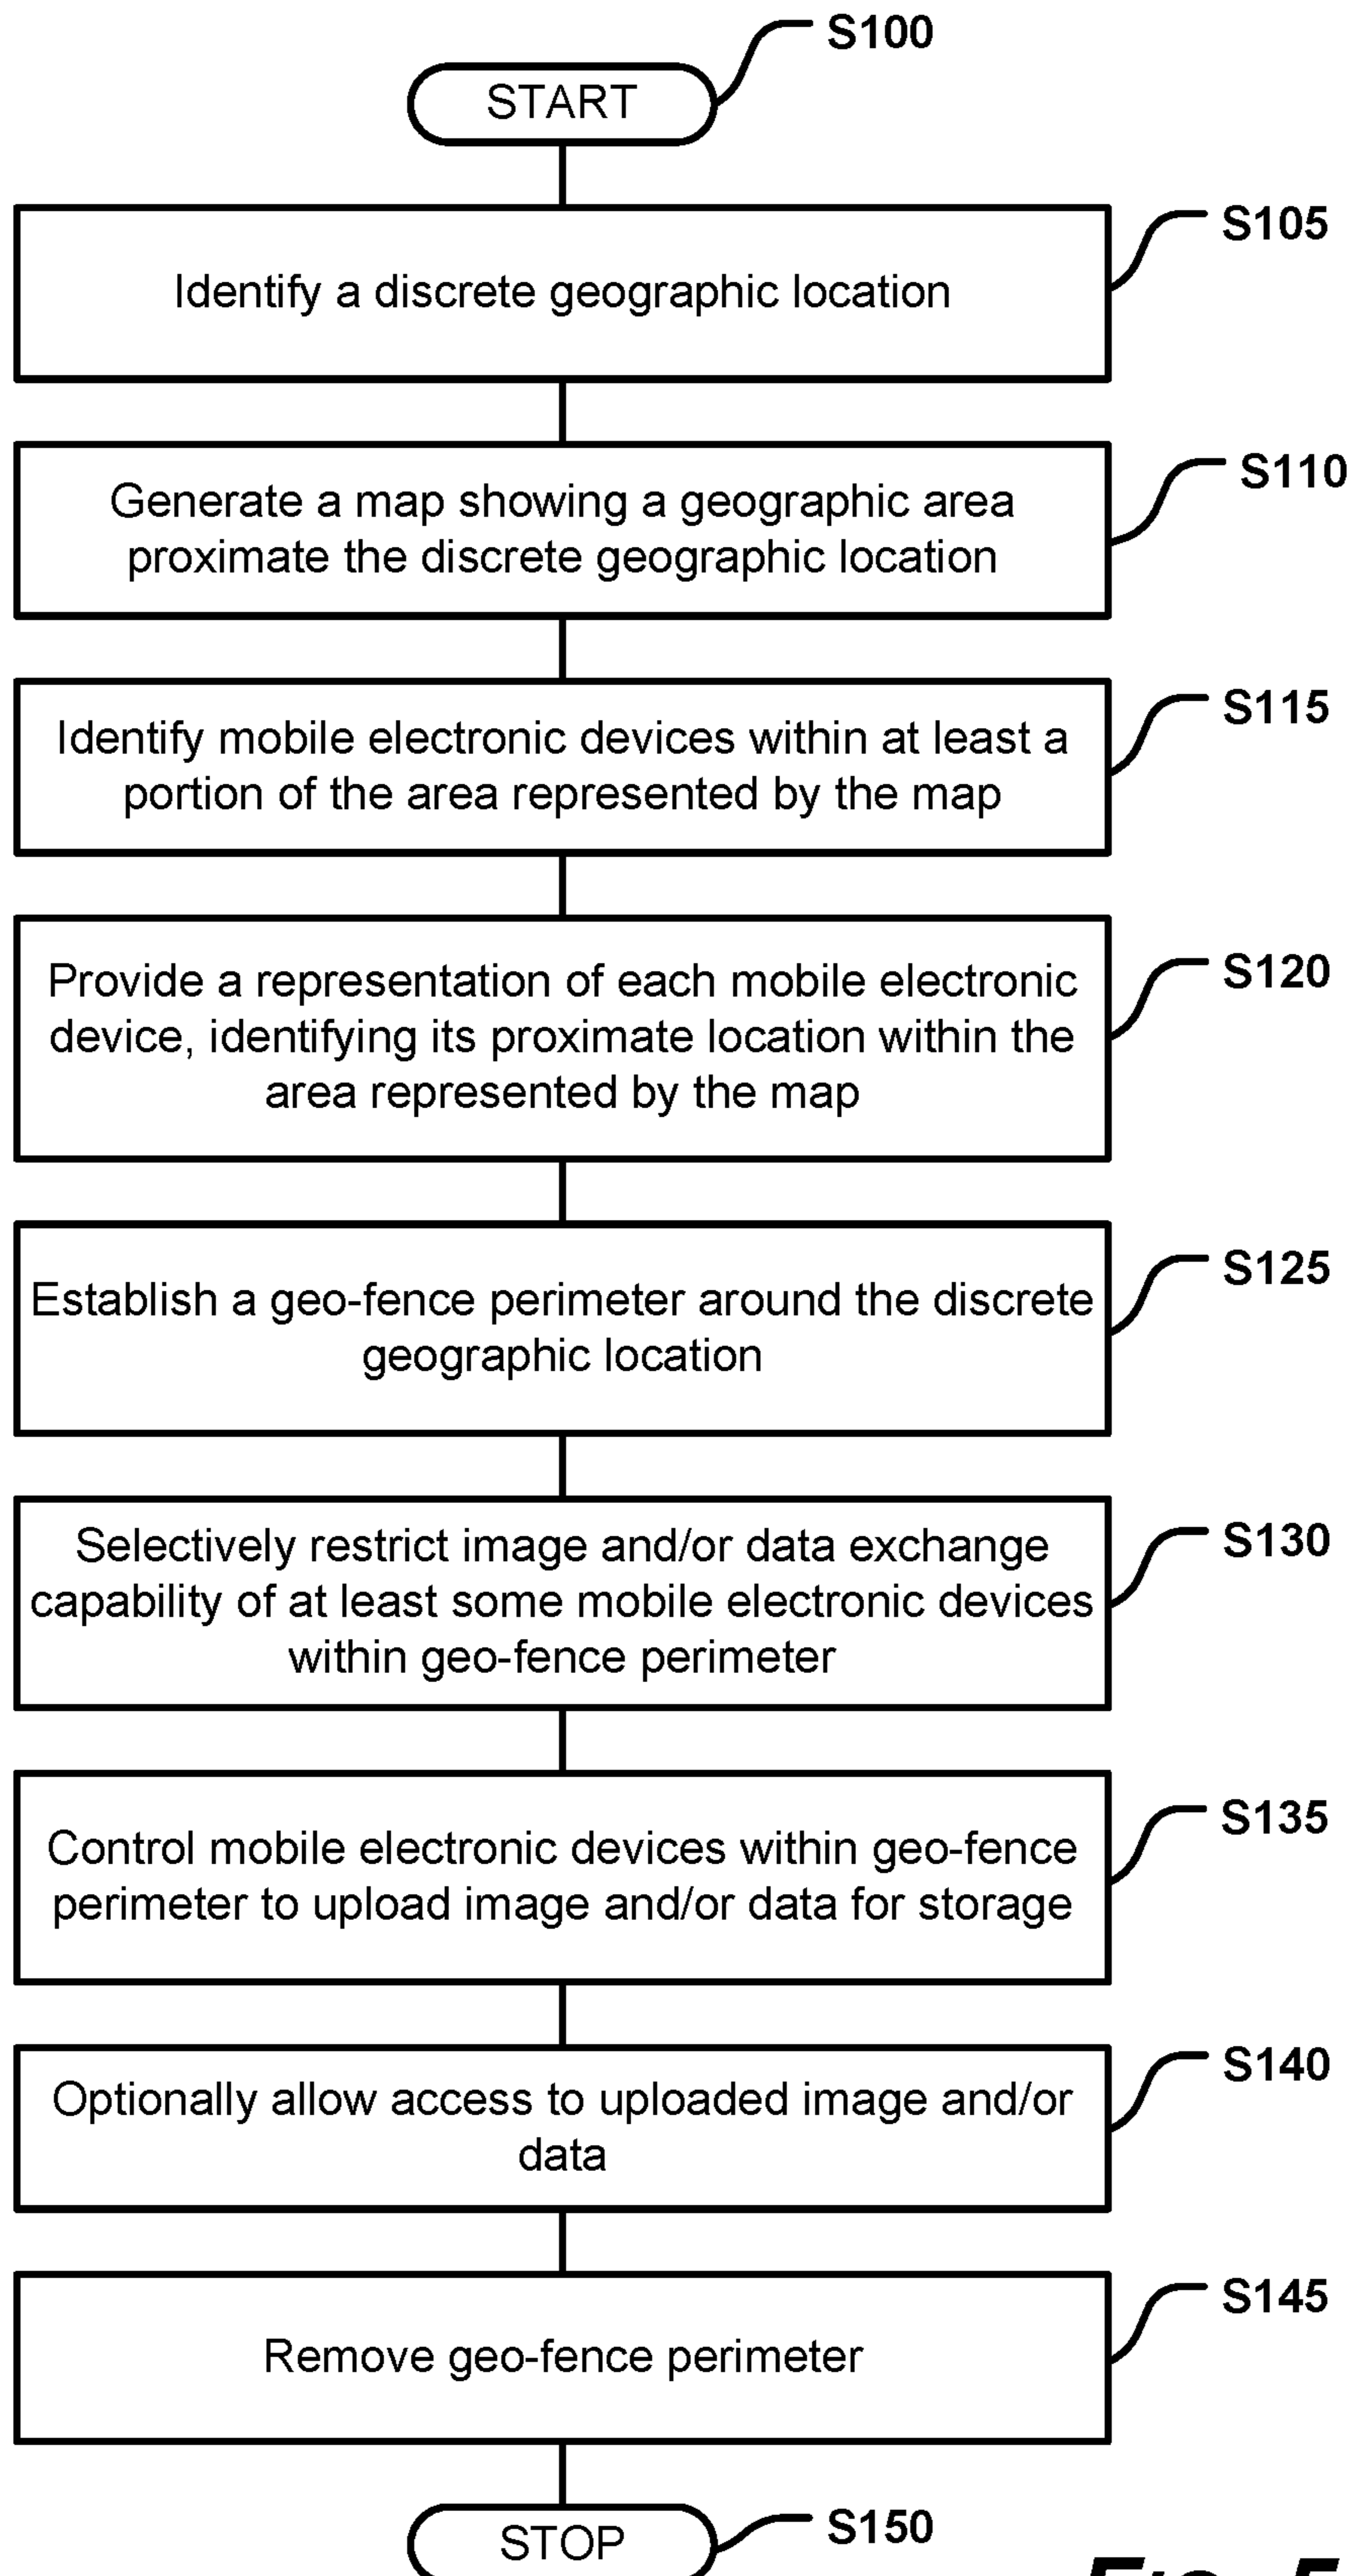 S100
START
S105
Identify a discrete geographic location
S110
Generate a map showing a geographic area
proximate the discrete geographic location
S115
Identify mobile electronic devices within at least a
portion of the area represented by the map
S120
Provide a representation of each mobile electronic
device, identifying its proximate location within the
area represented by the map
S125
Establish a geo-fence perimeter around the discrete
geographic location
S130
Selectively restrict image and/or data exchange
capability of at least some mobile electronic devices
within geo-fence perimeter
S135
Control mobile electronic devices within geo-fence
perimeter to upload image and/or data for storage
S140
Optionally allow access to uploaded image and/or
data
S145
Remove geo-fence perimeter
S150
STOP